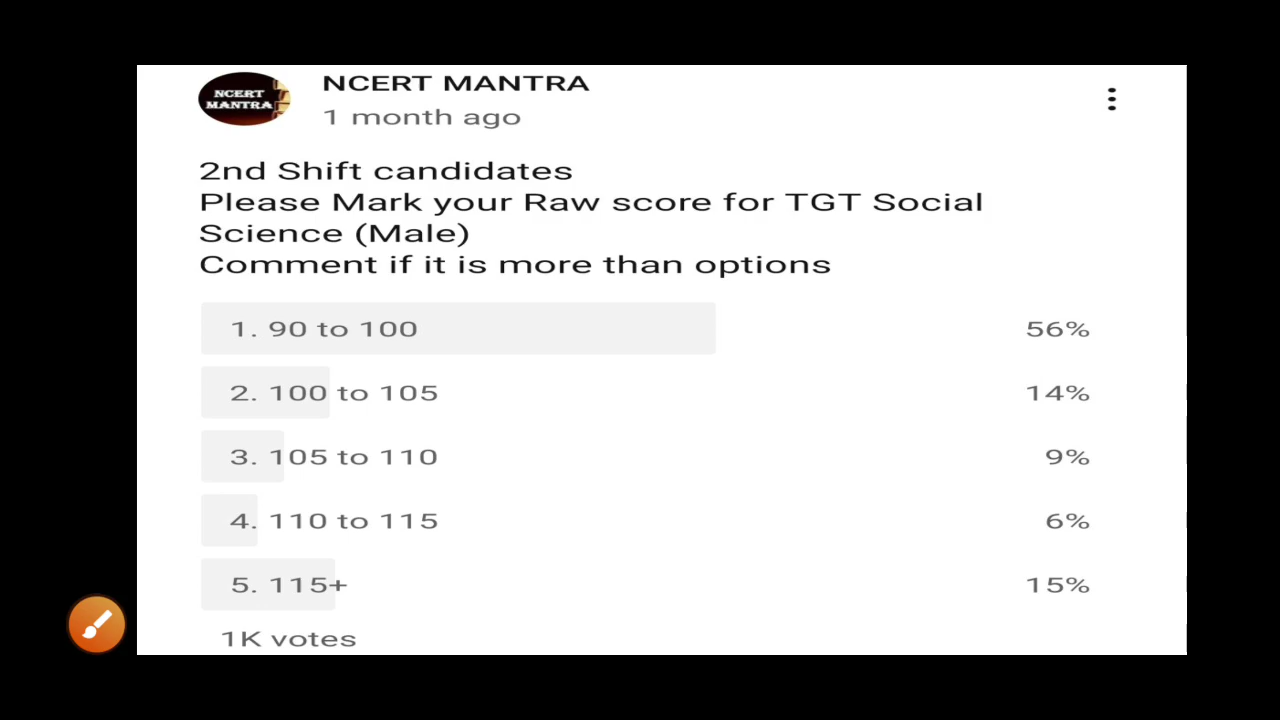 NCERT MANTRA
NCERT
MANTRA
1 month ago
2nd Shift candidates
Please Mark your Raw score for TGT Social
Science (Male)
Comment if it is more than options
1. 90 to 100 56%
2. 100 to 105 14%
3. 105 to 110 9%
4. 110 to 115 6%
5. 115+ 15%
1K votes